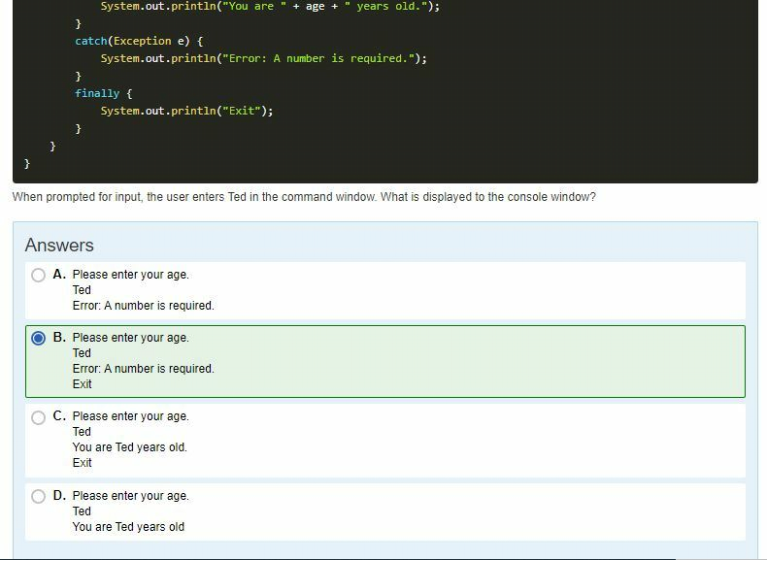 System.out.println("You are " + age + " years old.");
}
catch(Exception e) {
System.out.println("Error: A number is required.");
}
finally {
System.out.println("Exit");
}
}
}
When prompted for input, the user enters Ted in the command window. What is displayed to the console window?
Answers
A. Please enter your age.
Ted
Error: A number is required.
B. Please enter your age.
Ted
Error: A number is required.
Exit
C. Please enter your age.
Ted
You are Ted years old.
Exit
D. Please enter your age.
Ted
You are Ted years old